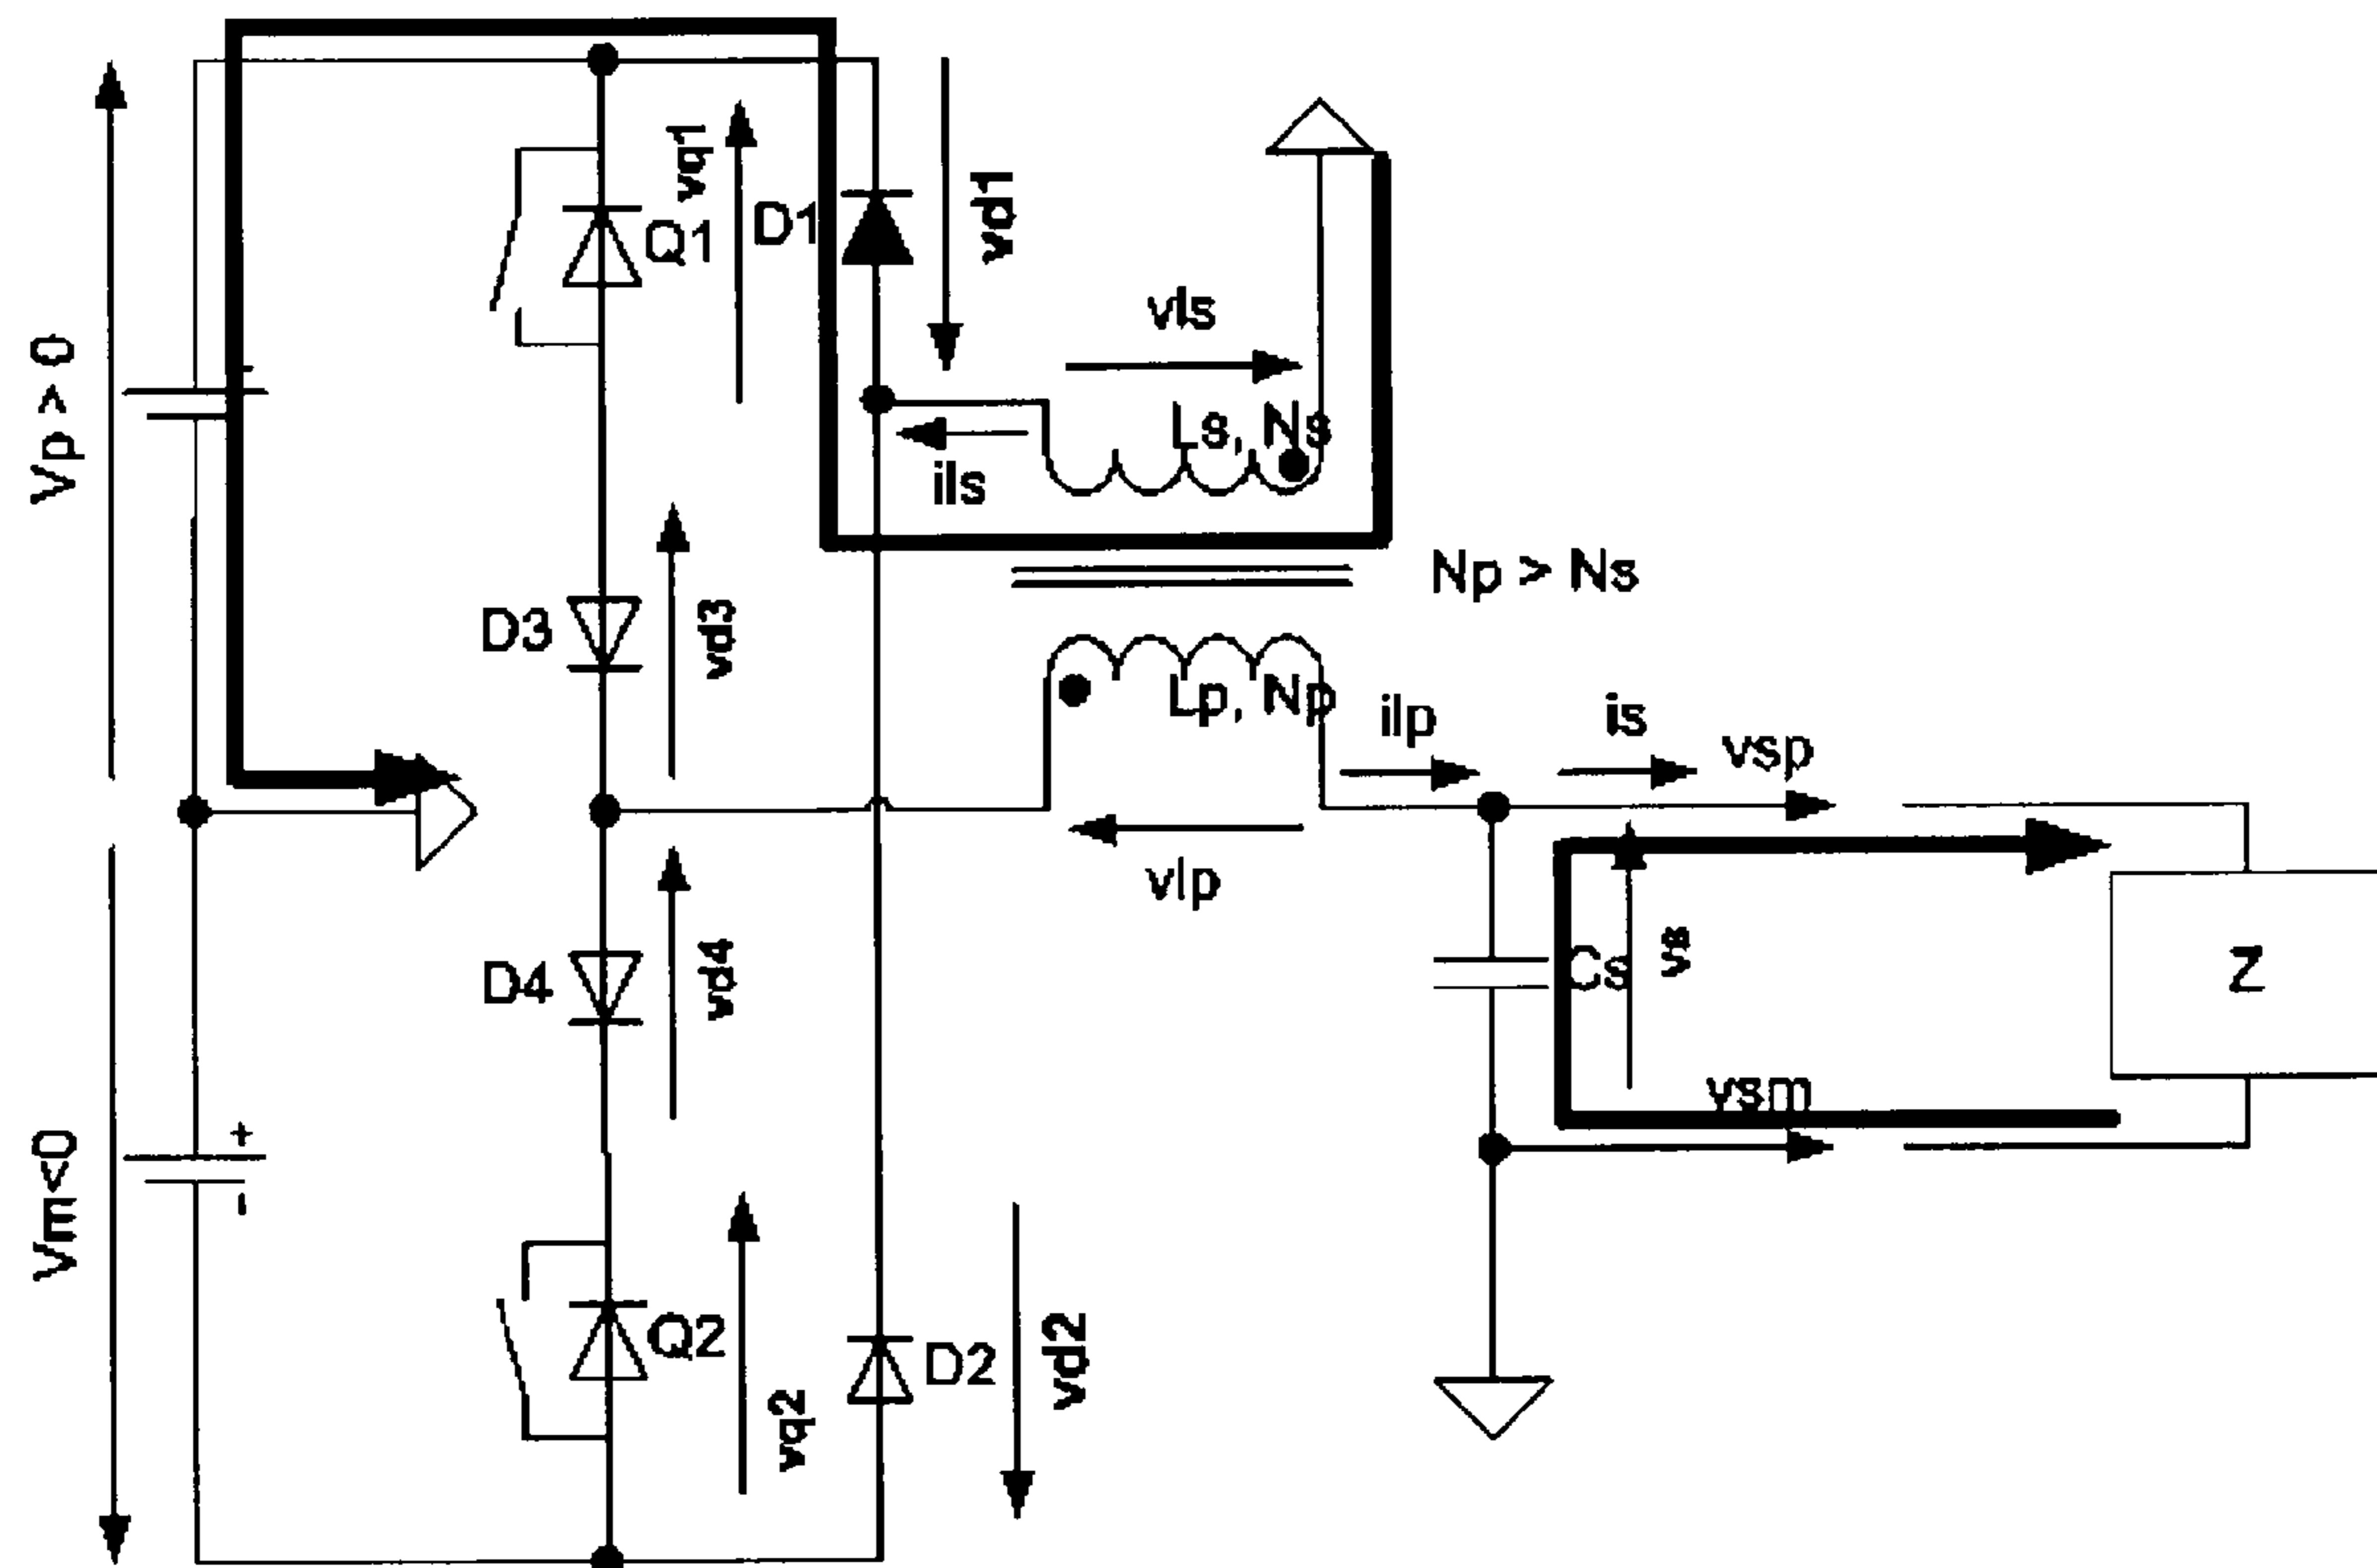 Vp > 0
vq1
Q1
D1
vd1
vls
Ls, Ns
ils
Np > Ns
D3
vd3
Lp, Np
ilp
is
vsp
vlp
D4
vd4
Cs
vs
Z
vsm
+
-
Vm<0
Q2
vq2
D2
vd2